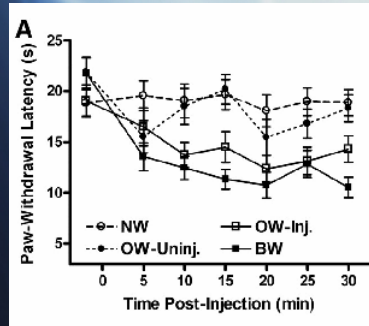 A
Paw-Withdrawal Latency (s)
25
20
15
10
5
NW
OW-Inj.
OW-Uninj.
BW
0 5 10 15 20 25 30
Time Post-Injection (min)